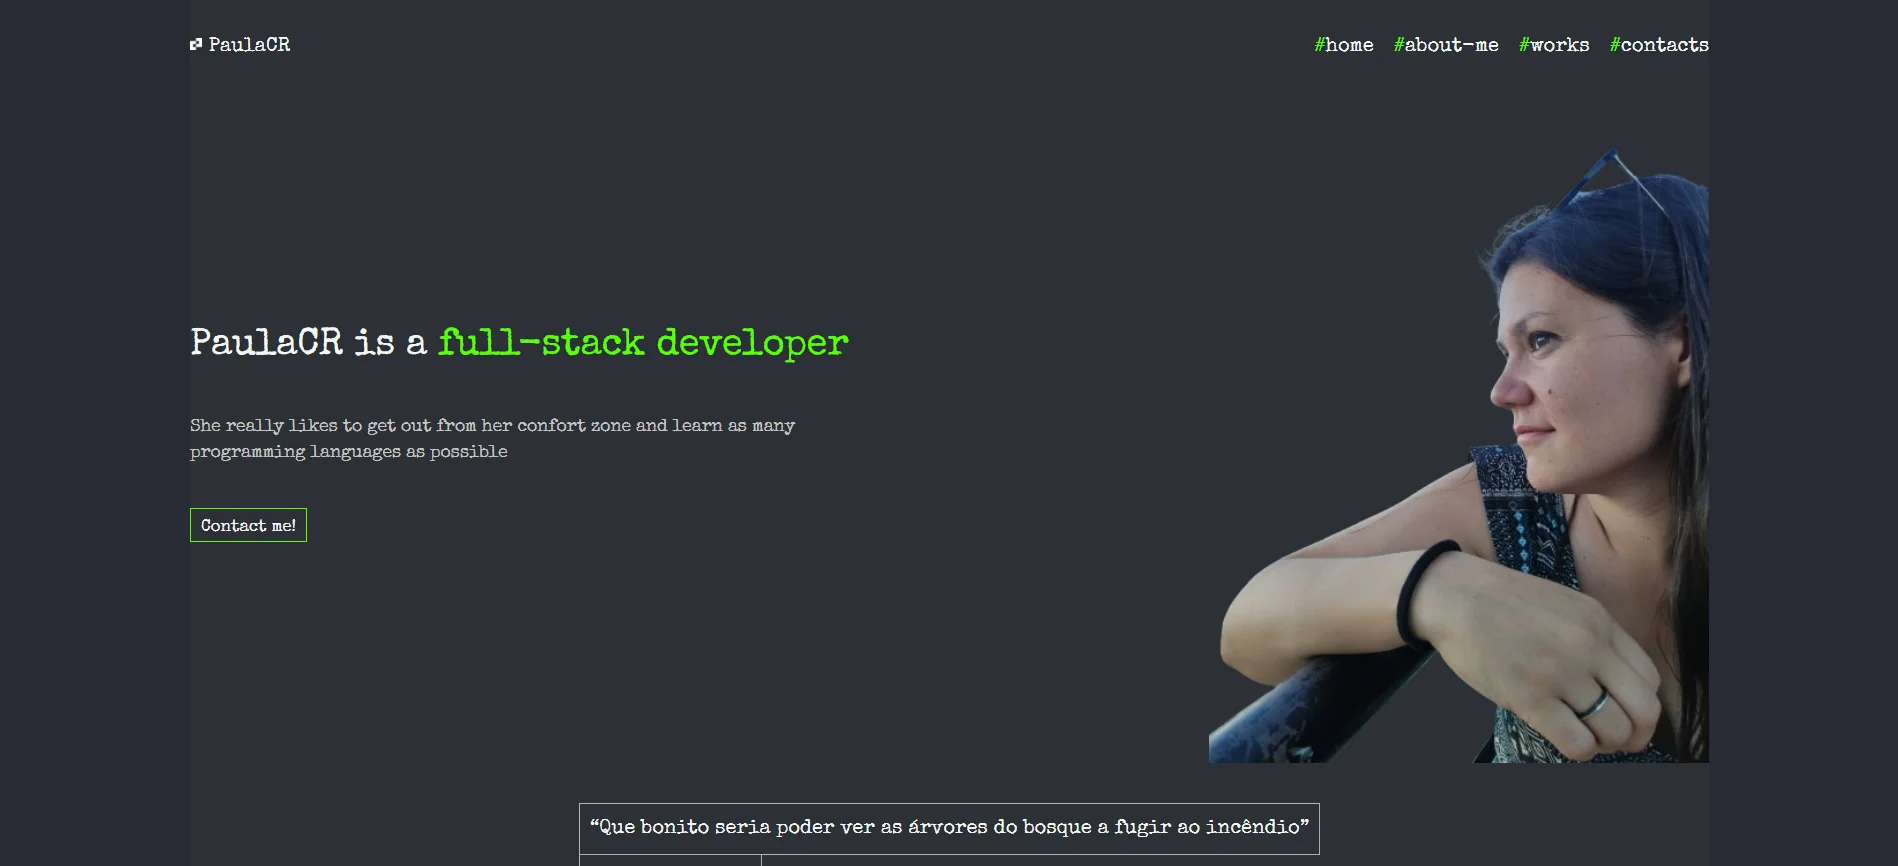 PaulaCR
#home #about-me #works #contacts
PaulaCR is a full-stack developer
She really likes to get out from her confort zone and learn as many
programming languages as possible
Contact me!
“Que bonito seria poder ver as árvores do bosque a fugir ao incêndio”